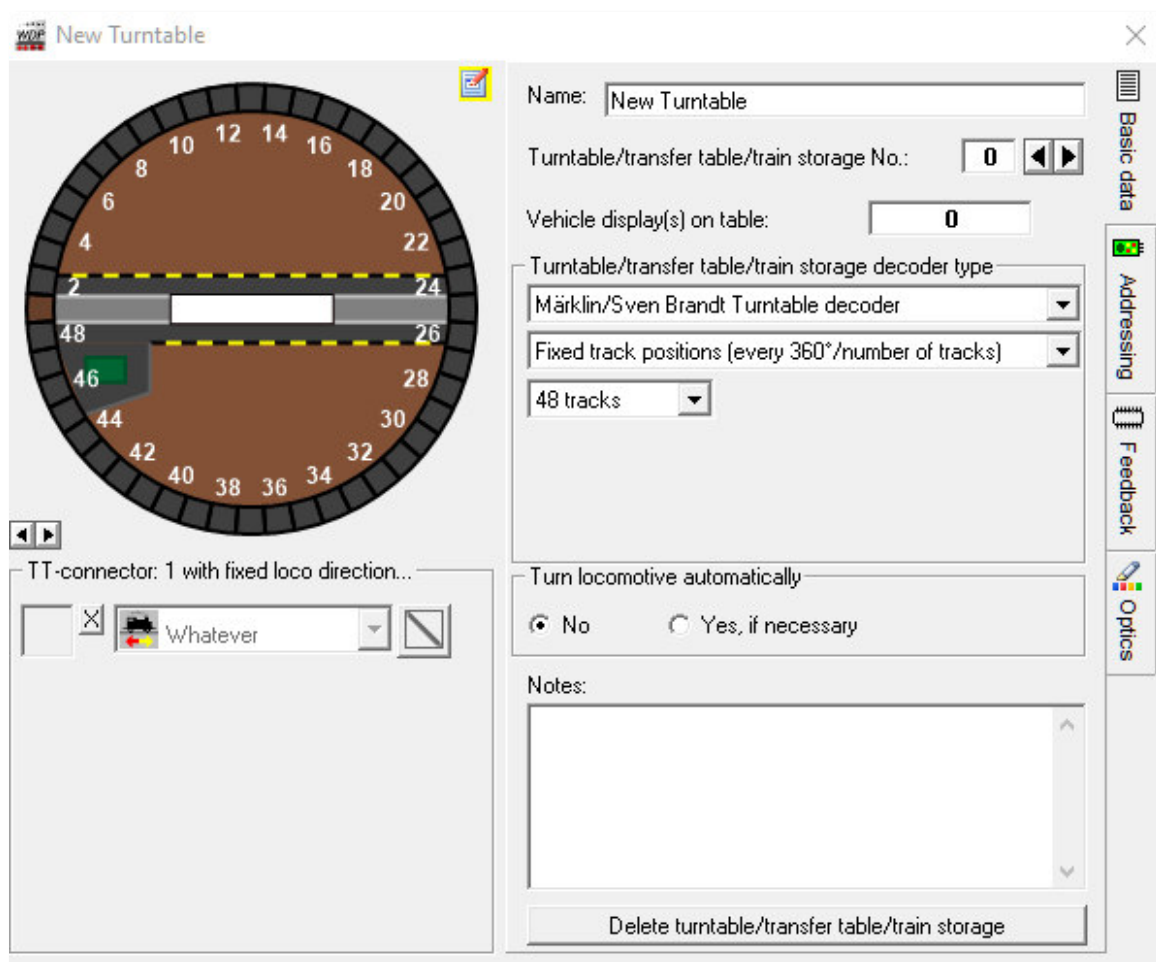 WDP New Turntable
12 14
10 16
8 18
6 20
4 22
2 24
48 26
46 28
44 30
42 32
40 34
38 36
TT-connector: 1 with fixed loco direction...
X Whatever
Name: New Turntable
Turntable/transfer table/train storage No.: 0
Vehicle display(s) on table: 0
Turntable/transfer table/train storage decoder type
Märklin/Sven Brandt Turntable decoder
Fixed track positions (every 360°/number of tracks)
48 tracks
Turn locomotive automatically
No Yes, if necessary
Notes:
Delete turntable/transfer table/train storage
Basic data
Addressing
Feedback
Optics